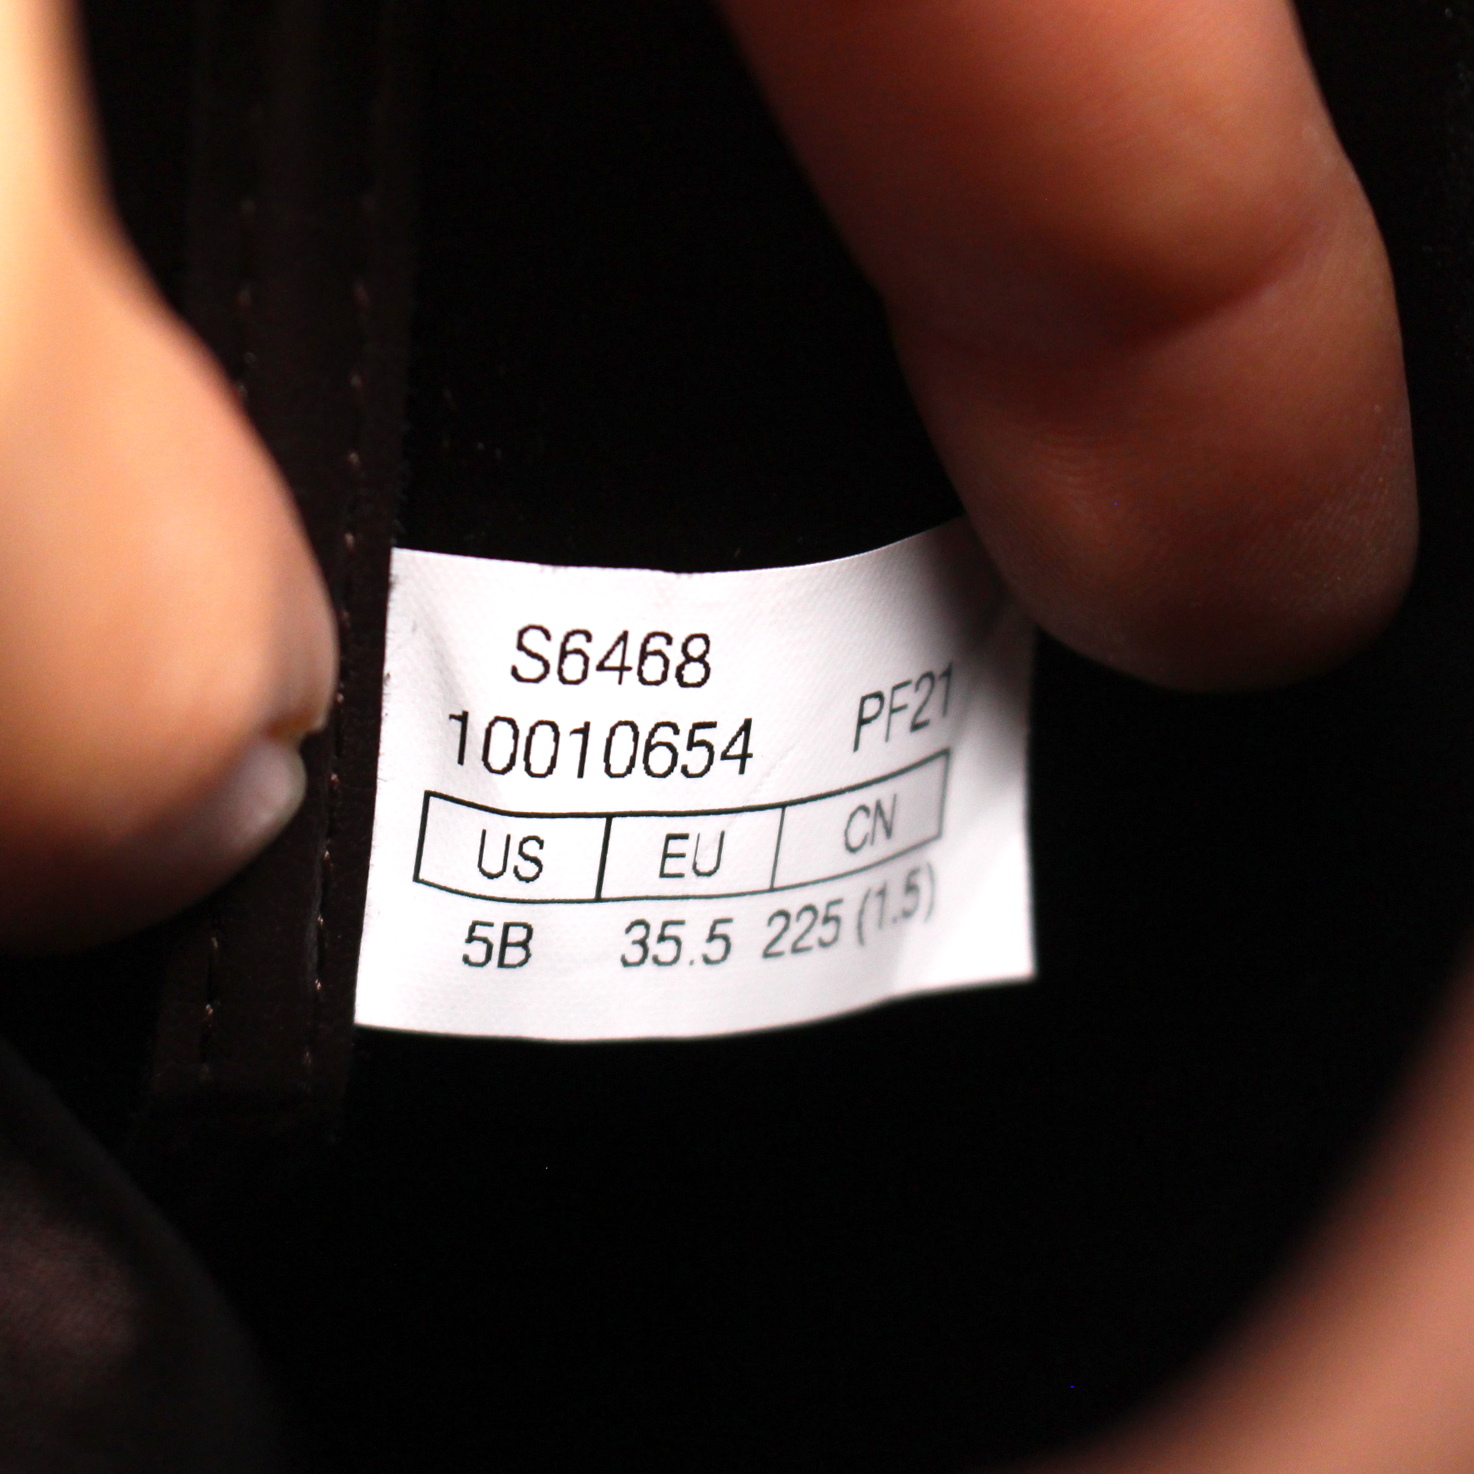 S6468
10010654 PF21
US EU CN
5B 35.5 225 (1.5)